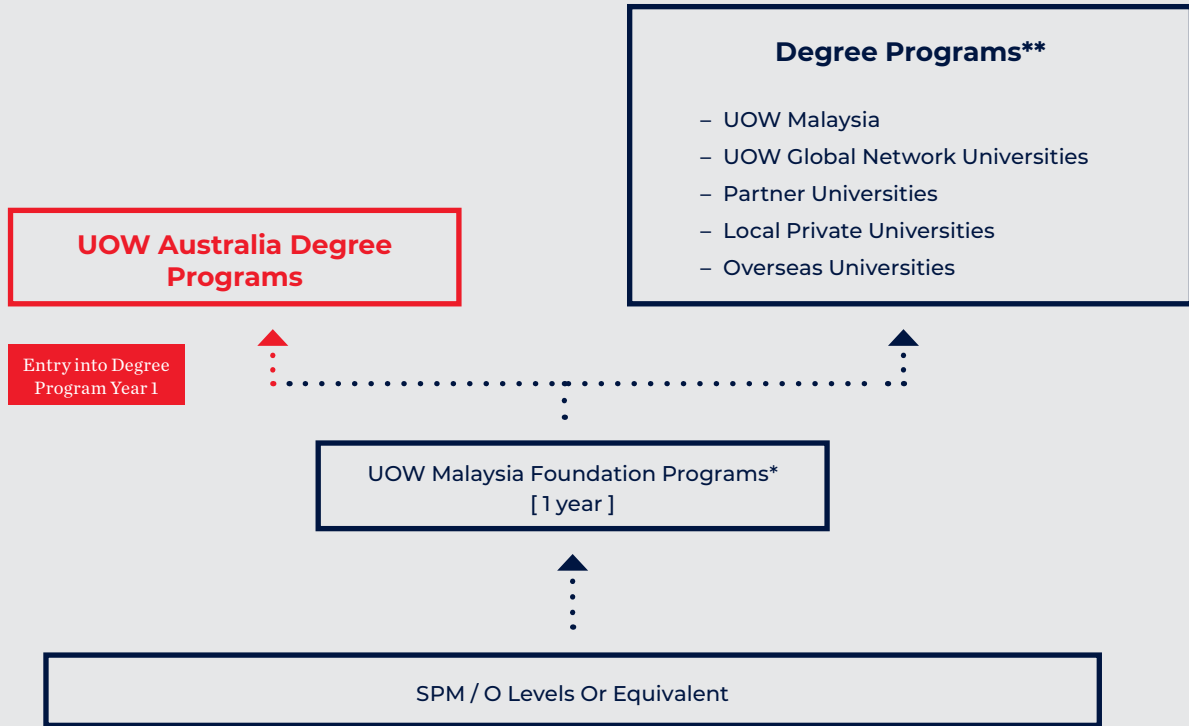 Degree Programs**
– UOW Malaysia
– UOW Global Network Universities
– Partner Universities
– Local Private Universities
– Overseas Universities
UOW Australia Degree
Programs
Entry into Degree
Program Year 1
UOW Malaysia Foundation Programs*
[ 1 year ]
SPM / O Levels Or Equivalent